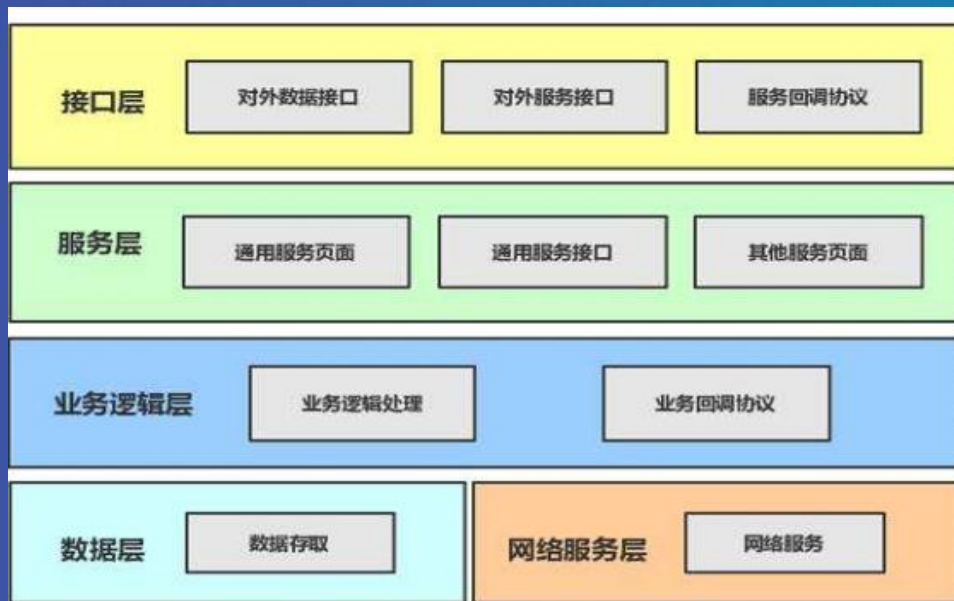 接口层
对外数据接口
对外服务接口
服务回调协议
服务层
通用服务页面
通用服务接口
其他服务页面
业务逻辑层
业务逻辑处理
业务回调协议
数据层
数据存取
网络服务层
网络服务